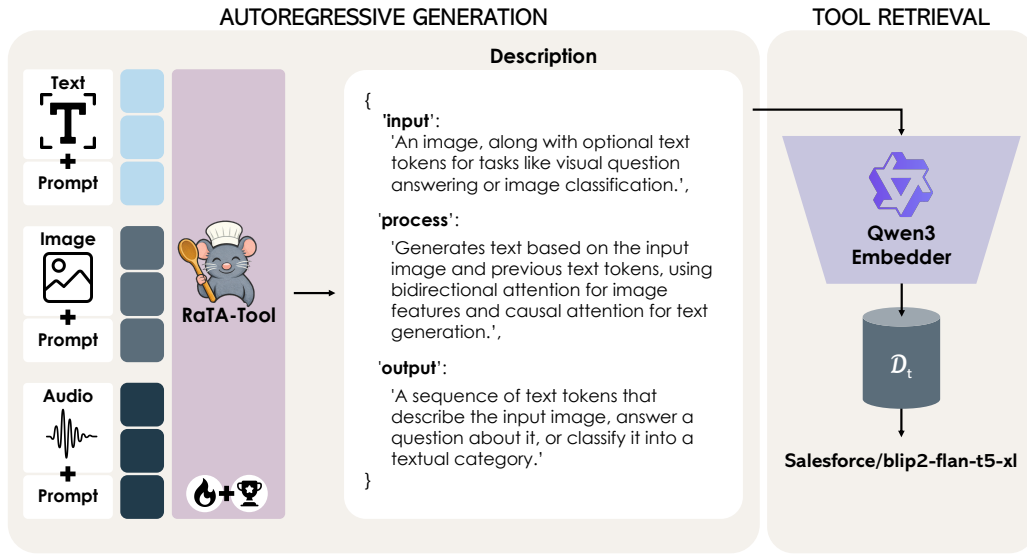 AUTOREGRESSIVE GENERATION
TOOL RETRIEVAL
Text
T
+
Prompt
Image
+
Prompt
Audio
+
Prompt
RaTA-Tool
+
Description
{
'input':
'An image, along with optional text
tokens for tasks like visual question
answering or image classification.',
'process':
'Generates text based on the input
image and previous text tokens, using
bidirectional attention for image
features and causal attention for text
generation.',
'output':
'A sequence of text tokens that
describe the input image, answer a
question about it, or classify it into a
textual category.'
}
Qwen3
Embedder
𝒟t
Salesforce/blip2-flan-t5-xl